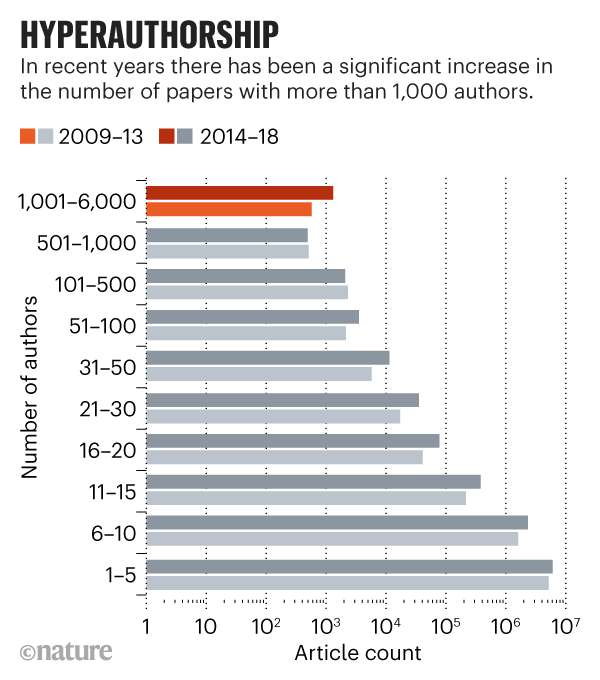 HYPERAUTHORSHIP
In recent years there has been a significant increase in
the number of papers with more than 1,000 authors.
2009–13 2014–18
1,001–6,000
501–1,000
101–500
51–100
31–50
21–30
16–20
11–15
6–10
1–5
Number of authors
1 10 10² 10³ 10⁴ 10⁵ 10⁶ 10⁷
Article count
©nature